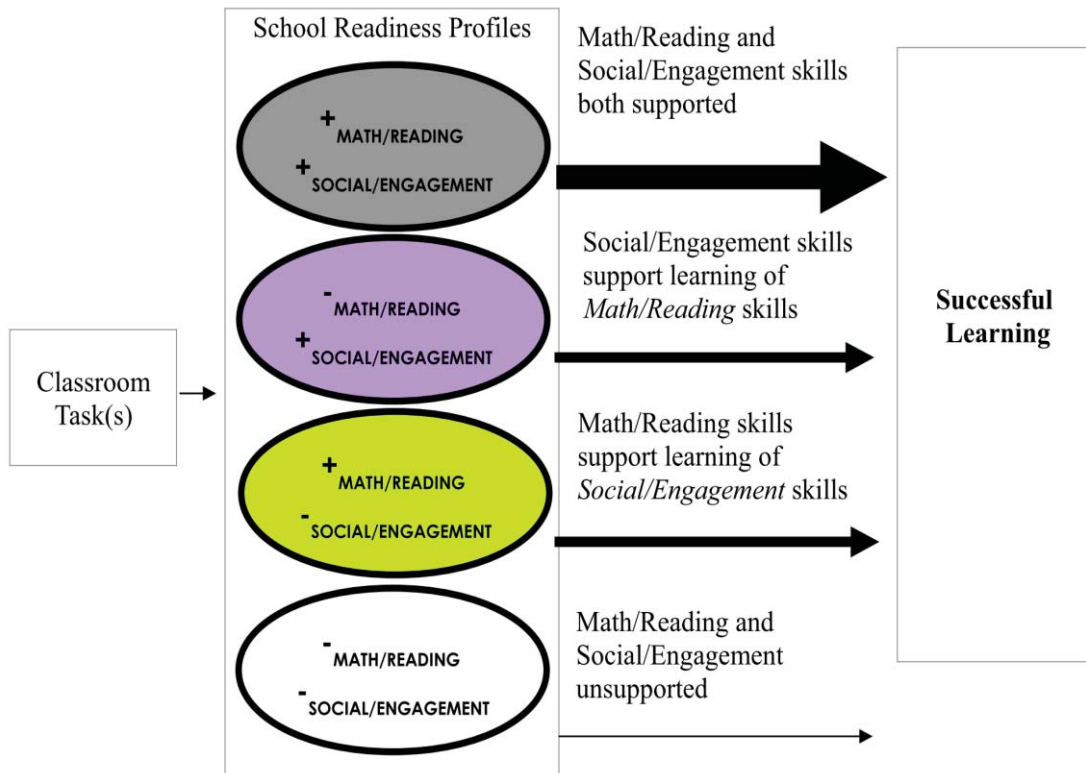 School Readiness Profiles
Classroom
Task(s)
+MATH/READING
+SOCIAL/ENGAGEMENT
Math/Reading and
Social/Engagement skills
both supported
-MATH/READING
+SOCIAL/ENGAGEMENT
Social/Engagement skills
support learning of
Math/Reading skills
+MATH/READING
-SOCIAL/ENGAGEMENT
Math/Reading skills
support learning of
Social/Engagement skills
-MATH/READING
-SOCIAL/ENGAGEMENT
Math/Reading and
Social/Engagement
unsupported
Successful
Learning